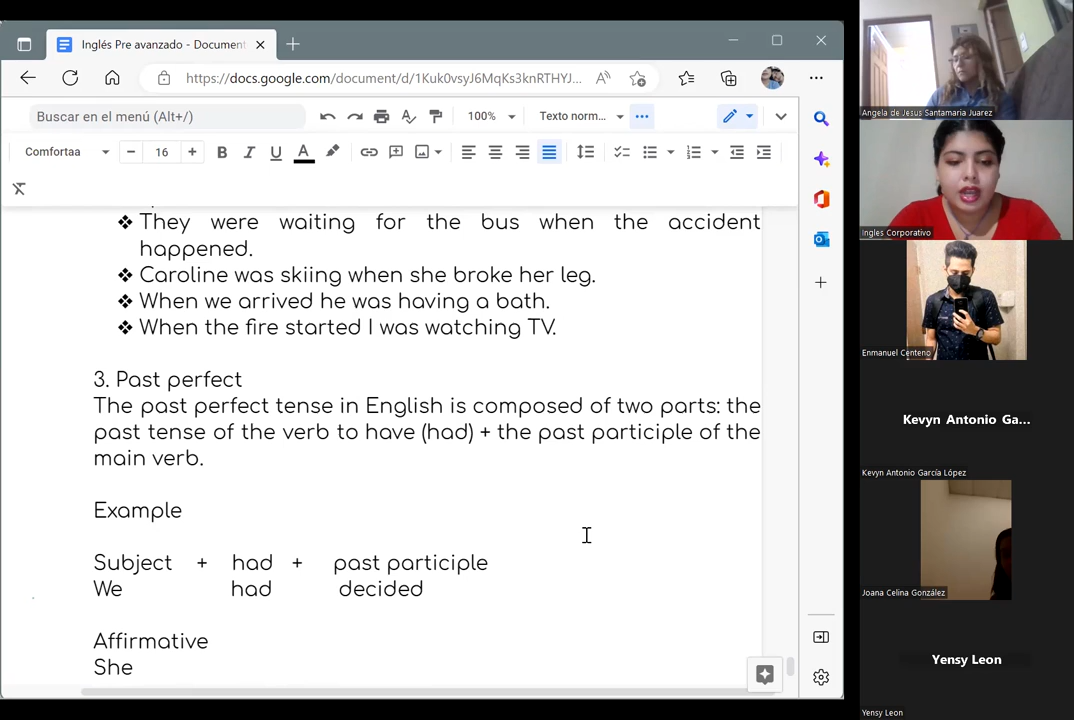 Inglés Pre avanzado - Document
https://docs.google.com/document/d/1Kuk0vsyJ6MqKs3knRTHYJ...
Buscar en el menú (Alt+/)
100%
Texto norm...
Comfortaa
16
They were waiting for the bus when the accident
happened.
Caroline was skiing when she broke her leg.
When we arrived he was having a bath.
When the fire started I was watching TV.
3. Past perfect
The past perfect tense in English is composed of two parts: the
past tense of the verb to have (had) + the past participle of the
main verb.
Example
Subject + had + past participle
We had decided
Affirmative
She
Angela de Jesus Santamaria Juarez
Ingles Corporativo
Enmanuel Centeno
Kevyn Antonio Ga...
Kevyn Antonio García López
Joana Celina González
Yensy Leon
Yensy Leon